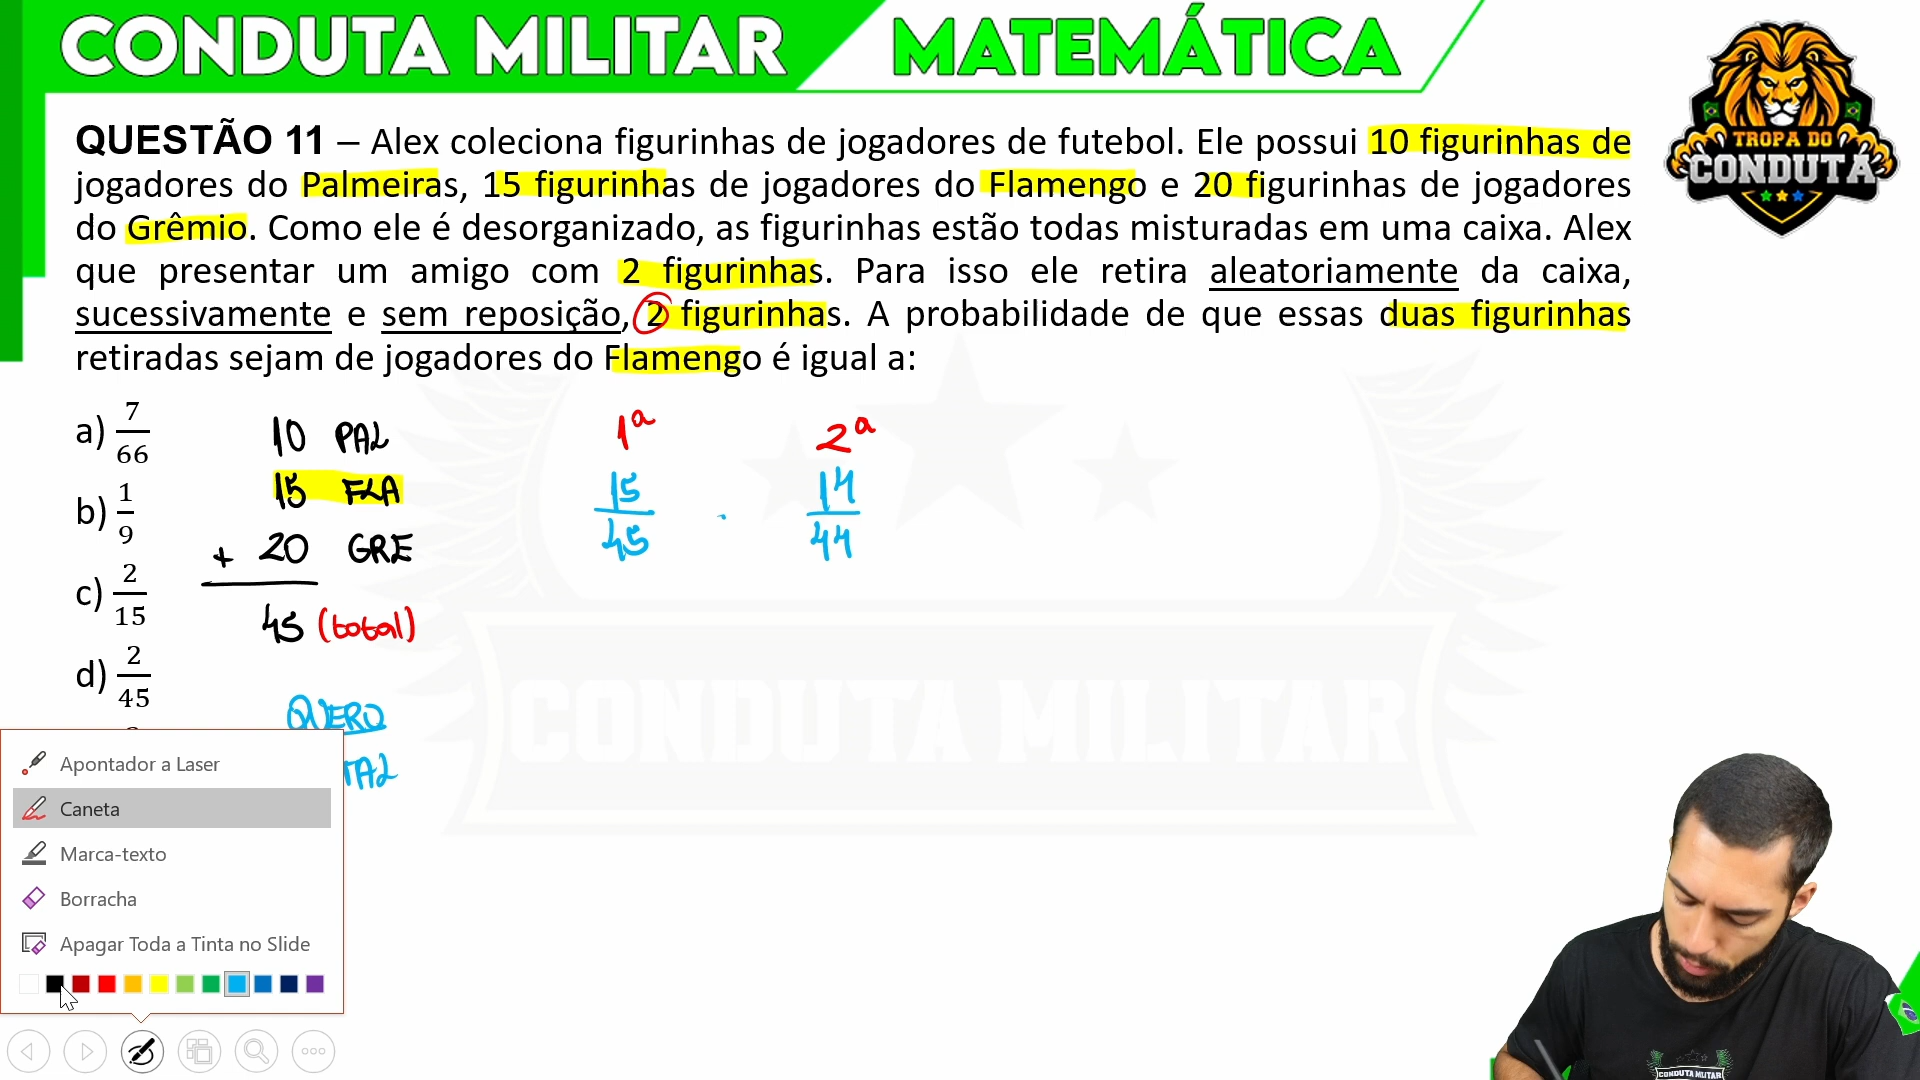 CONDUTA MILITAR MATEMÁTICA
TROPA DO
CONDUTA
QUESTÃO 11 – Alex coleciona figurinhas de jogadores de futebol. Ele possui 10 figurinhas de
jogadores do Palmeiras, 15 figurinhas de jogadores do Flamengo e 20 figurinhas de jogadores
do Grêmio. Como ele é desorganizado, as figurinhas estão todas misturadas em uma caixa. Alex
que presentar um amigo com 2 figurinhas. Para isso ele retira aleatoriamente da caixa,
sucessivamente e sem reposição, 2 figurinhas. A probabilidade de que essas duas figurinhas
retiradas sejam de jogadores do Flamengo é igual a:
a) 7/66
b) 1/9
c) 2/15
d) 2/45
10 PAL
15 FLA
+ 20 GRE
45 (total)
QUERO
1ª 2ª
15/45 . 14/44
CONDUTA MILITAR
Apontador a Laser
Caneta
Marca-texto
Borracha
Apagar Toda a Tinta no Slide
CONDUTA MILITAR